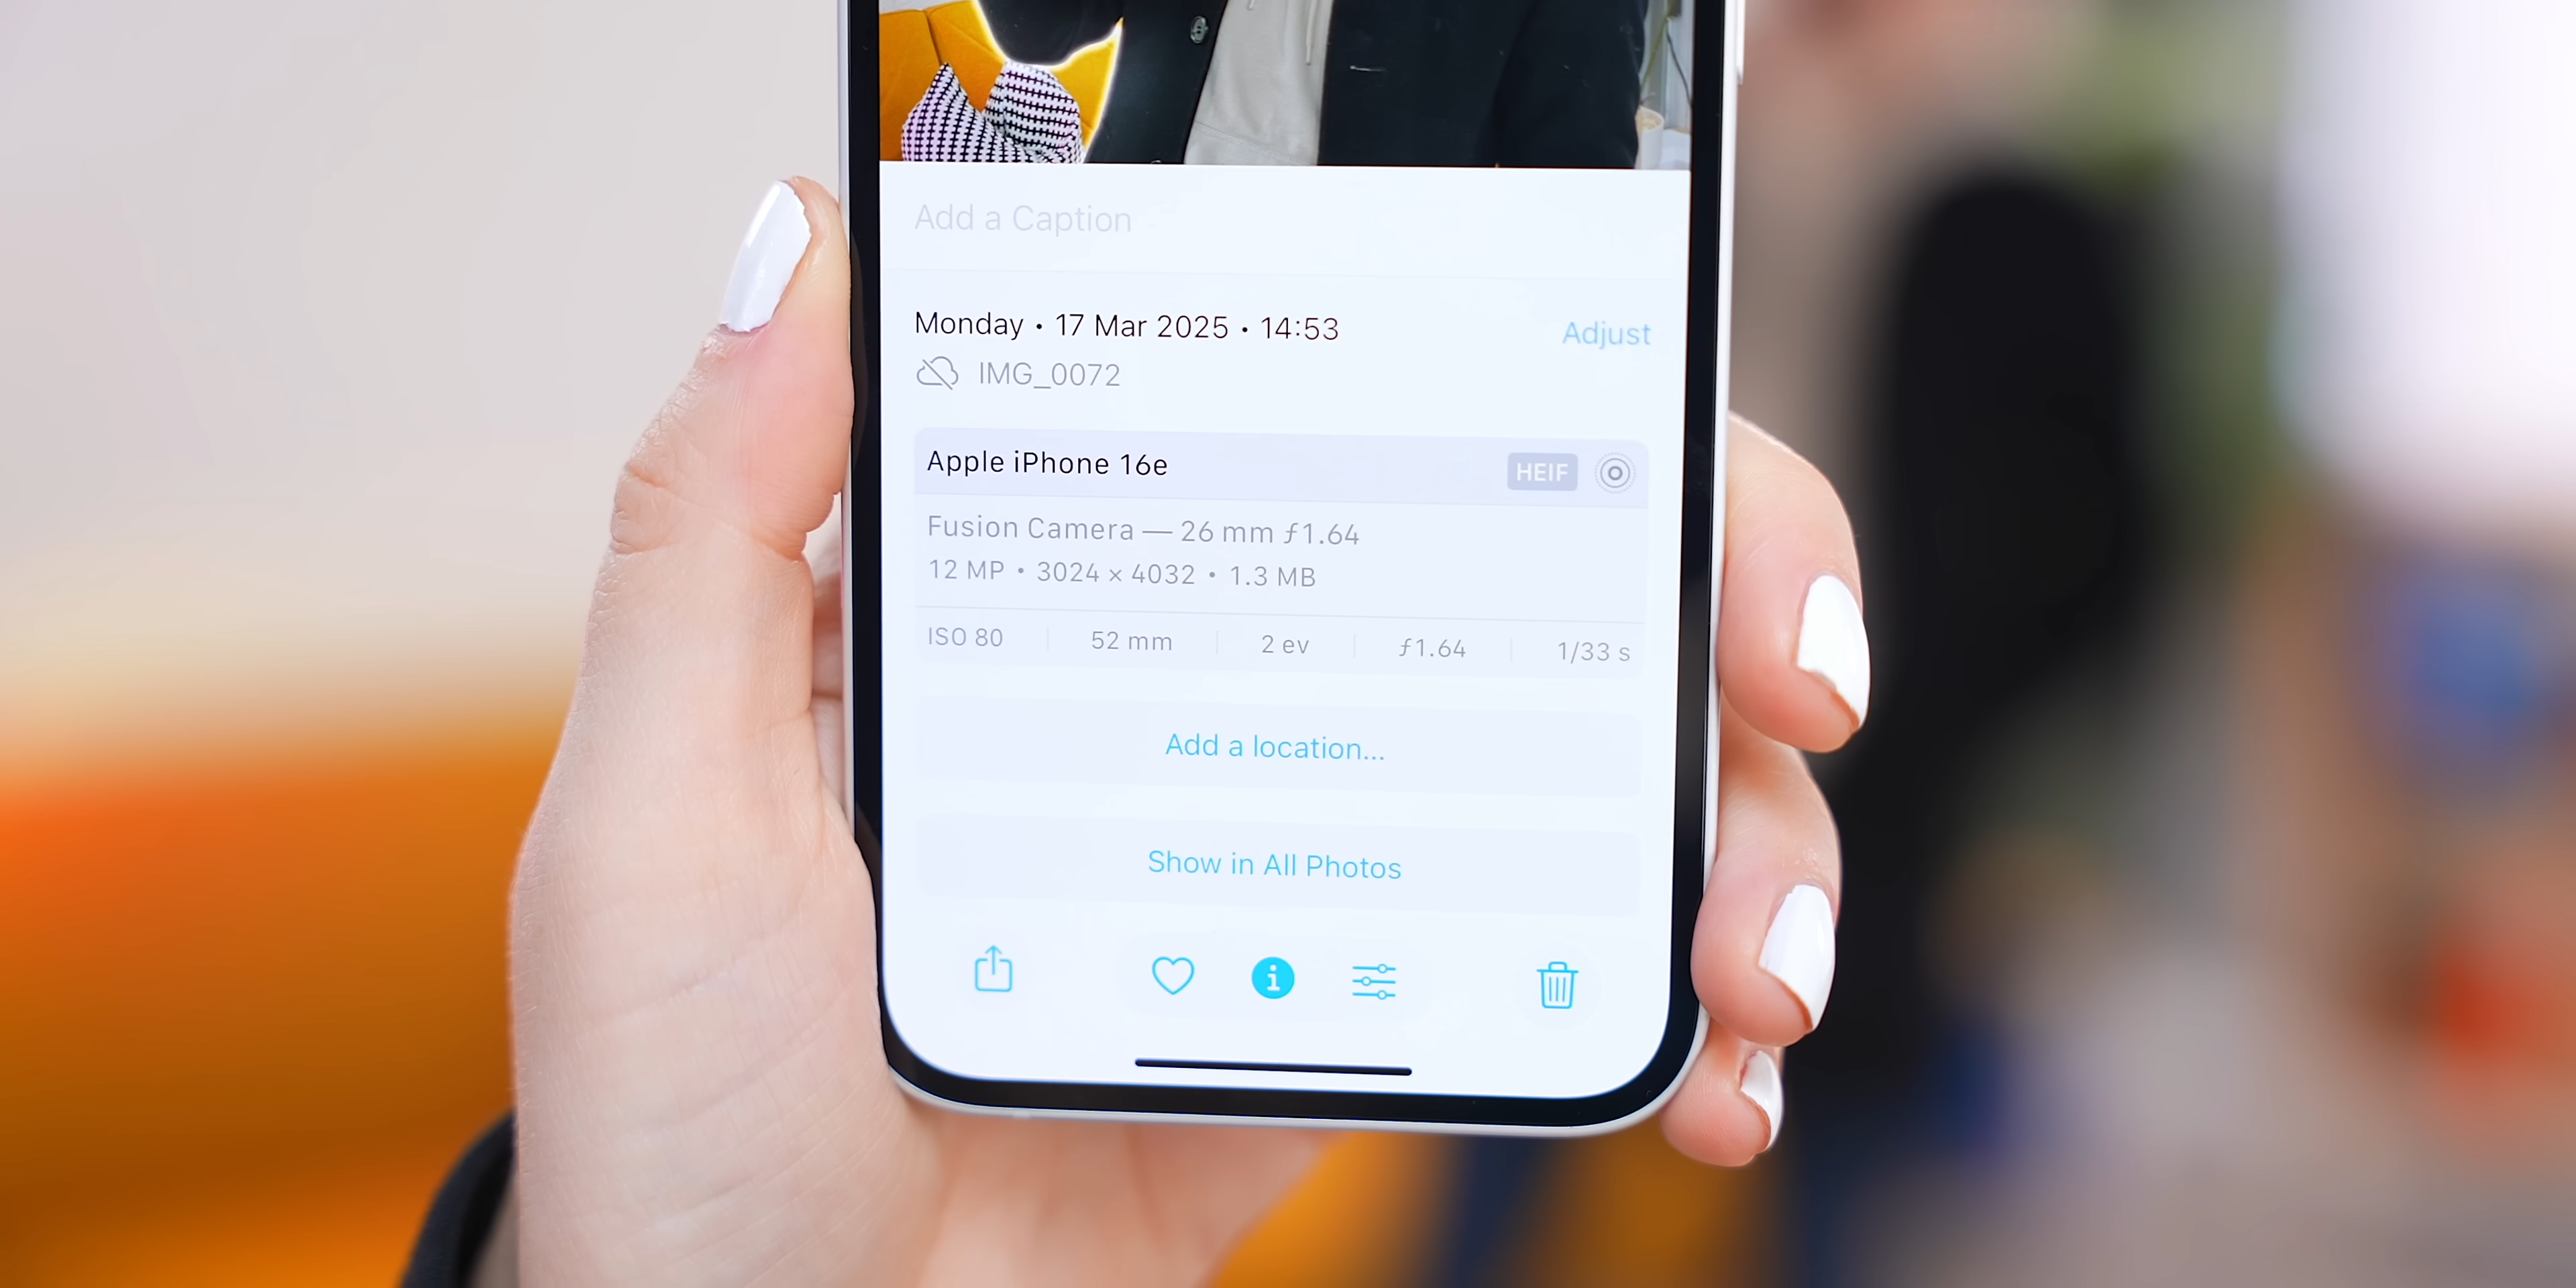 Add a Caption
Monday • 17 Mar 2025 • 14:53
Adjust
IMG_0072
Apple iPhone 16e
HEIF
Fusion Camera — 26 mm ƒ1.64
12 MP • 3024 × 4032 • 1.3 MB
ISO 80
52 mm
2 ev
ƒ1.64
1/33 s
Add a location...
Show in All Photos